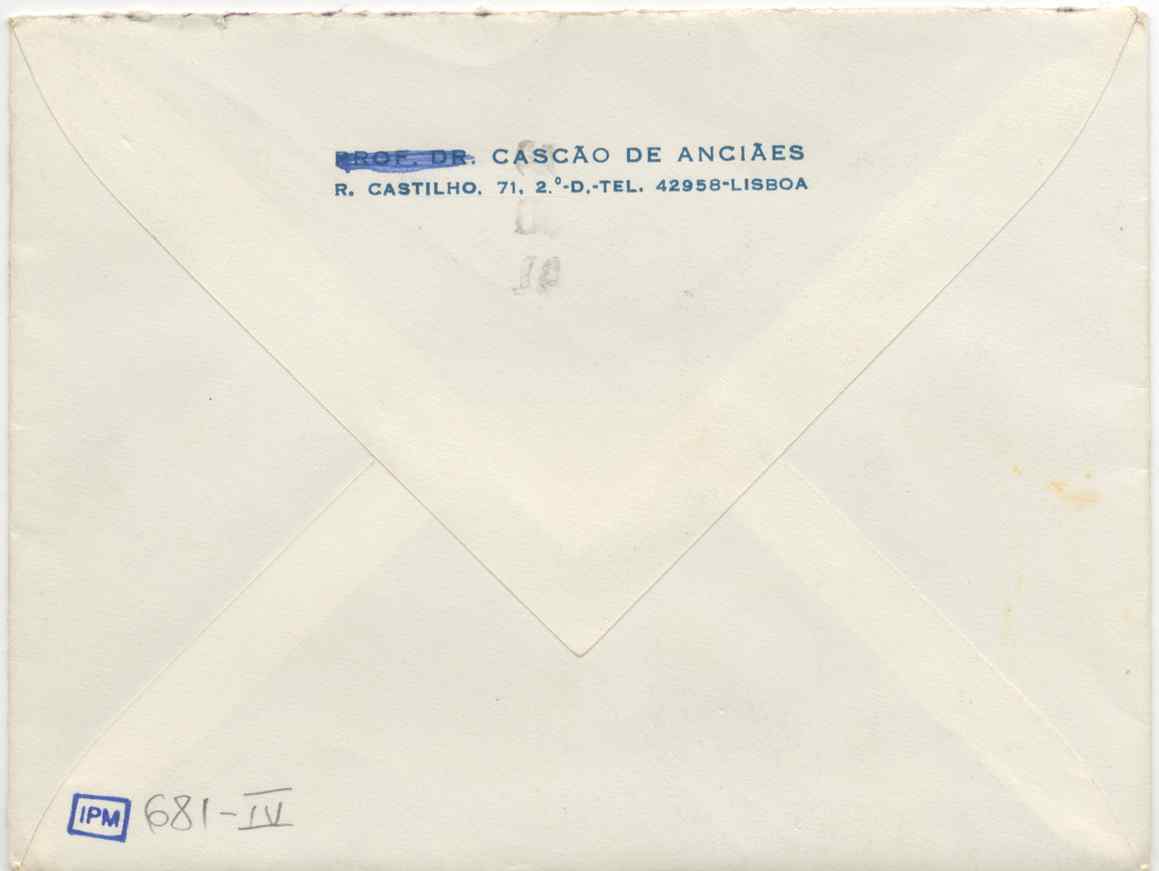 PROF. DR. CASCÃO DE ANCIÃES
R. CASTILHO, 71, 2.º-D.-TEL. 42958-LISBOA
IPM 681-IV